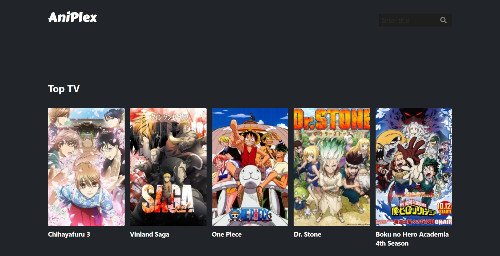 AniPlex
Top TV
SAGA
ONE PIECE
Dr.STONE
Chihayafuru 3
Vinland Saga
One Piece
Dr. Stone
Boku no Hero Academia
4th Season